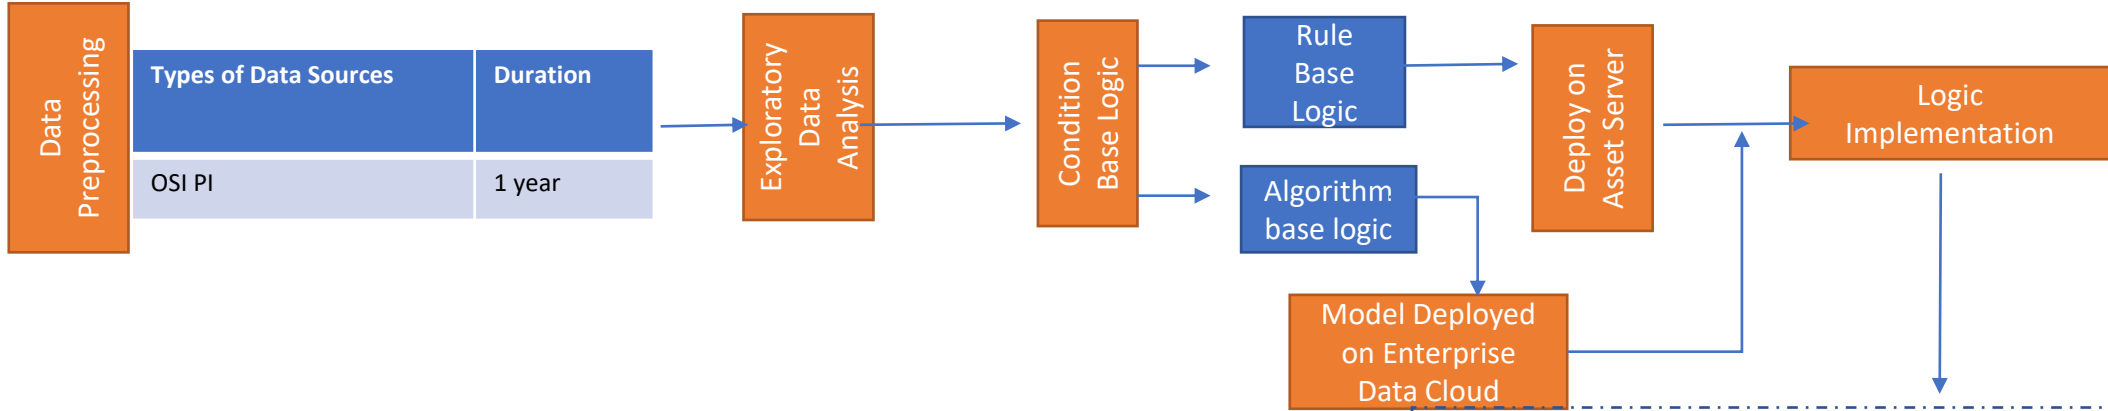 Data
Preprocessing
Types of Data Sources
Duration
OSI PI
1 year
Exploratory
Data
Analysis
Condition
Base Logic
Rule
Base
Logic
Algorithm
base logic
Deploy on
Asset Server
Model Deployed
on Enterprise
Data Cloud
Logic
Implementation